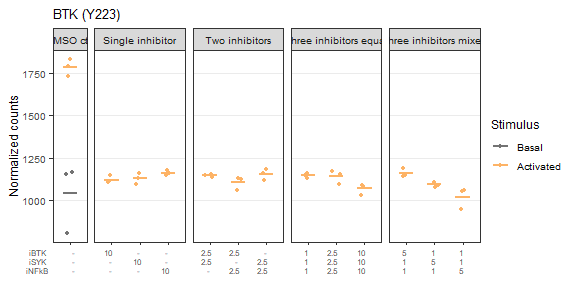 BTK (Y223)
MSO ct Single inhibitor Two inhibitors hree inhibitors equa hree inhibitors mixe
Normalized counts
1750
1500
1250
1000
Stimulus
Basal
Activated
iBTK - 10 - - 2.5 2.5 - 1 2.5 10 5 1 1
iSYK - - 10 - 2.5 - 2.5 1 2.5 10 1 5 1
iNFkB - - - 10 - 2.5 2.5 1 2.5 10 1 1 5